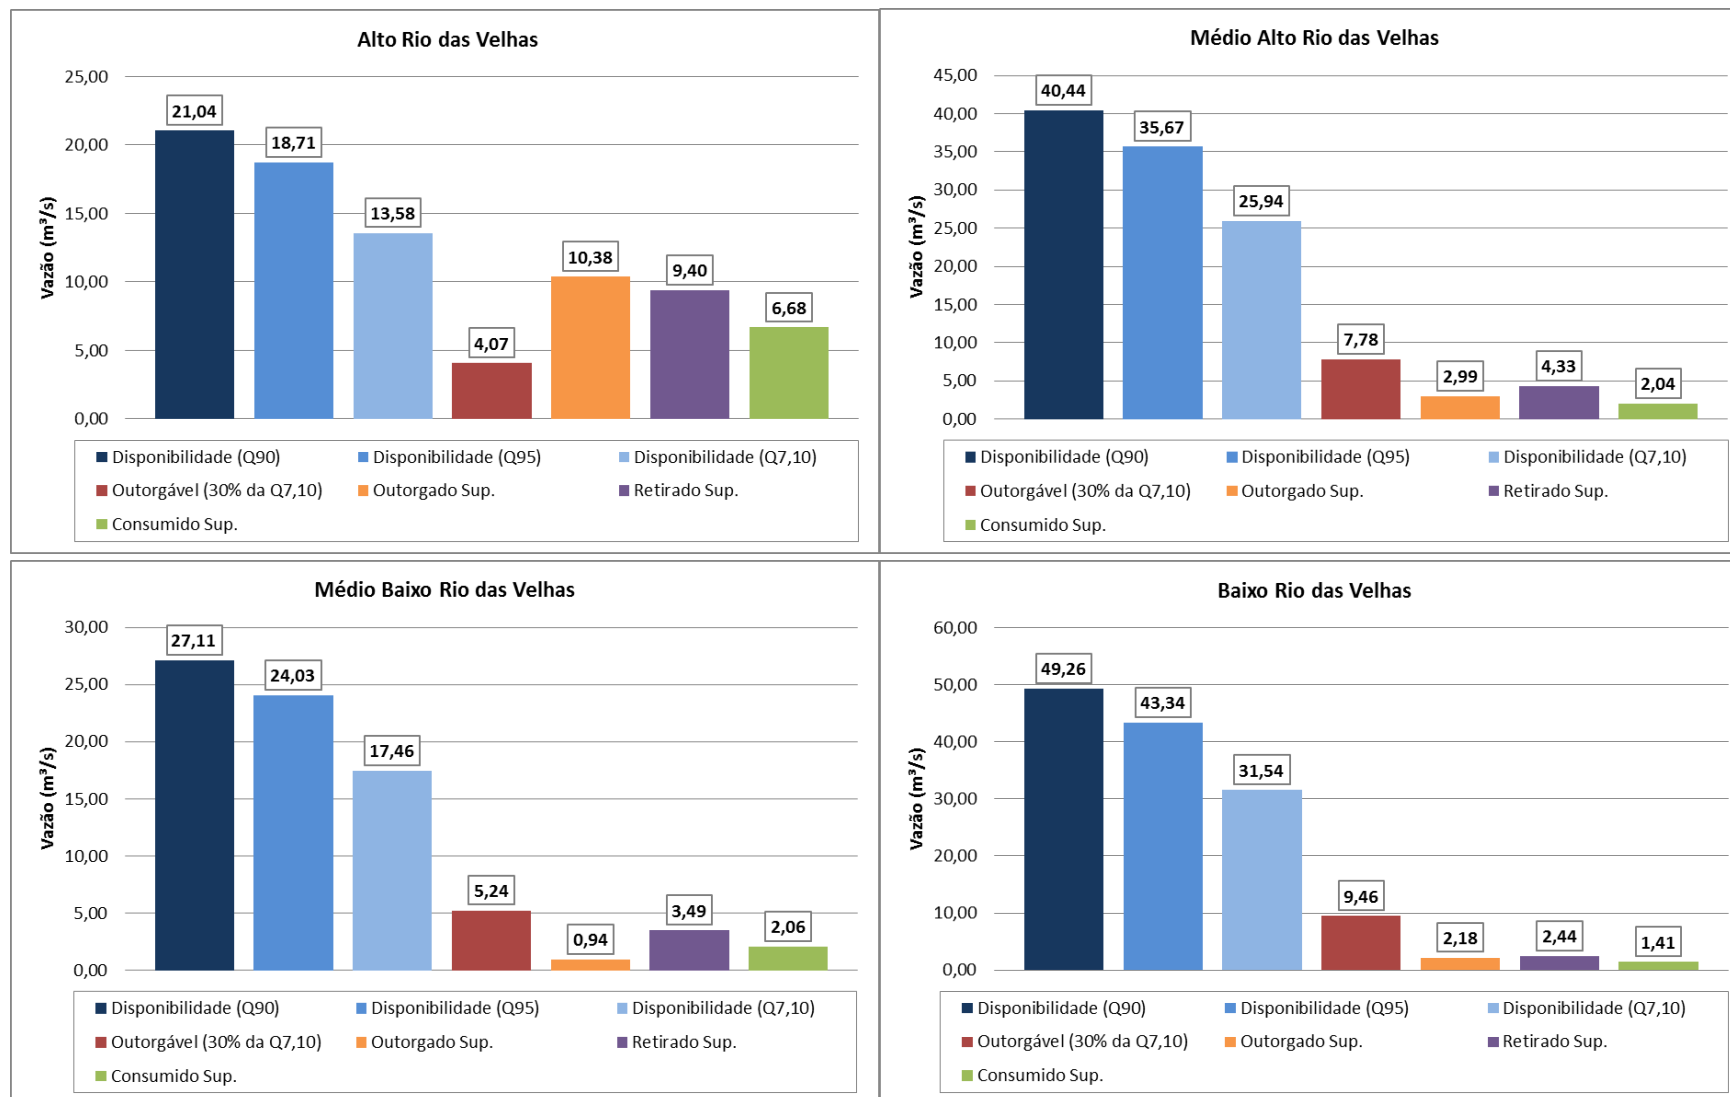 Alto Rio das Velhas
Vazão (m³/s)
25,00
20,00
15,00
10,00
5,00
0,00
21,04
18,71
13,58
4,07
10,38
9,40
6,68
Disponibilidade (Q90)
Disponibilidade (Q95)
Disponibilidade (Q7,10)
Outorgável (30% da Q7,10)
Outorgado Sup.
Retirado Sup.
Consumido Sup.
Médio Alto Rio das Velhas
Vazão (m³/s)
45,00
40,00
35,00
30,00
25,00
20,00
15,00
10,00
5,00
0,00
40,44
35,67
25,94
7,78
2,99
4,33
2,04
Disponibilidade (Q90)
Disponibilidade (Q95)
Disponibilidade (Q7,10)
Outorgável (30% da Q7,10)
Outorgado Sup.
Retirado Sup.
Consumido Sup.
Médio Baixo Rio das Velhas
Vazão (m³/s)
30,00
25,00
20,00
15,00
10,00
5,00
0,00
27,11
24,03
17,46
5,24
0,94
3,49
2,06
Disponibilidade (Q90)
Disponibilidade (Q95)
Disponibilidade (Q7,10)
Outorgável (30% da Q7,10)
Outorgado Sup.
Retirado Sup.
Consumido Sup.
Baixo Rio das Velhas
Vazão (m³/s)
60,00
50,00
40,00
30,00
20,00
10,00
0,00
49,26
43,34
31,54
9,46
2,18
2,44
1,41
Disponibilidade (Q90)
Disponibilidade (Q95)
Disponibilidade (Q7,10)
Outorgável (30% da Q7,10)
Outorgado Sup.
Retirado Sup.
Consumido Sup.